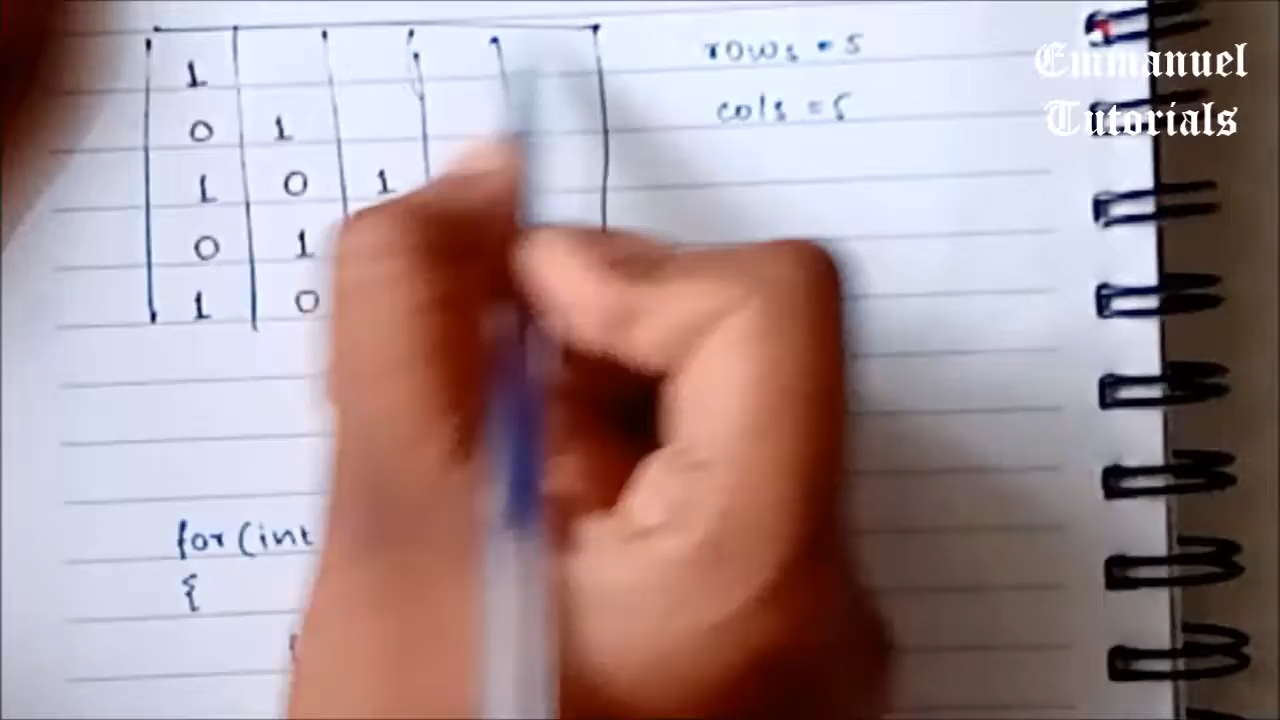 1 rows = 5
0 1 cols = 5
1 0 1
0 1
1 0
for(int
{
Emmanuel
Tutorials